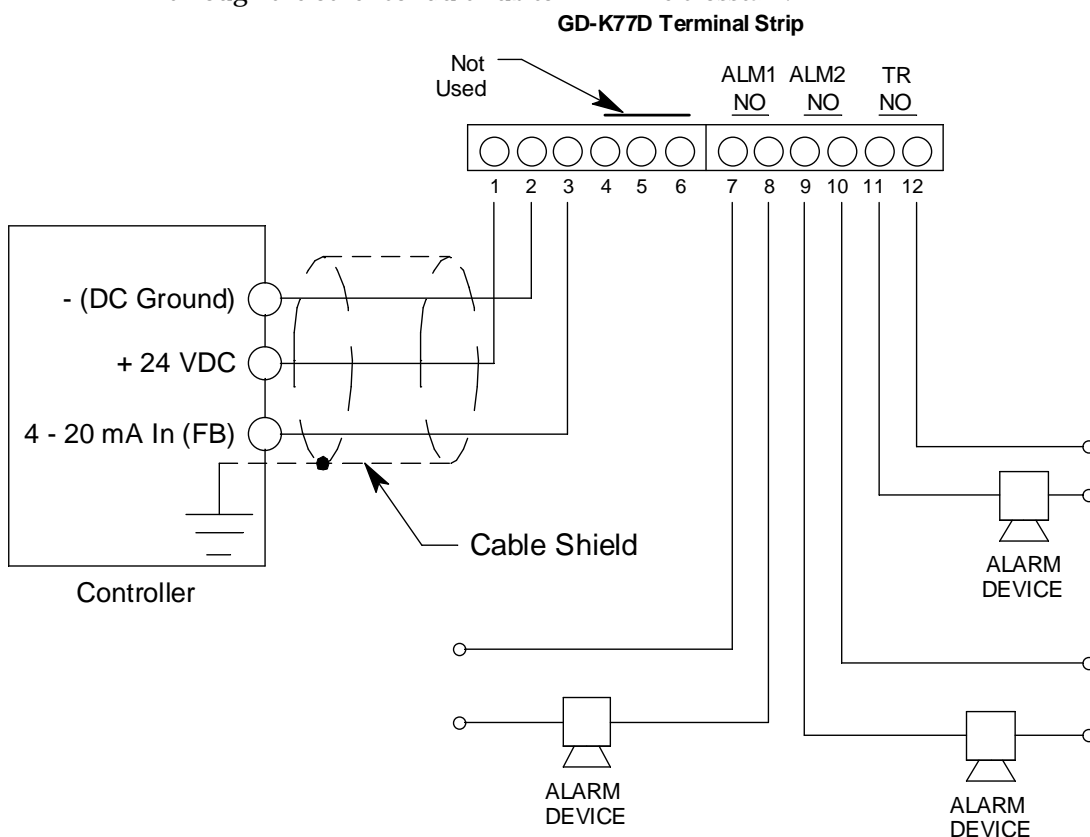 GD-K77D Terminal Strip
Not
Used
ALM1 ALM2 TR
NO NO NO
1 2 3 4 5 6 7 8 9 10 11 12
- (DC Ground)
+ 24 VDC
4 - 20 mA In (FB)
Cable Shield
Controller
ALARM
DEVICE
ALARM
DEVICE
ALARM
DEVICE